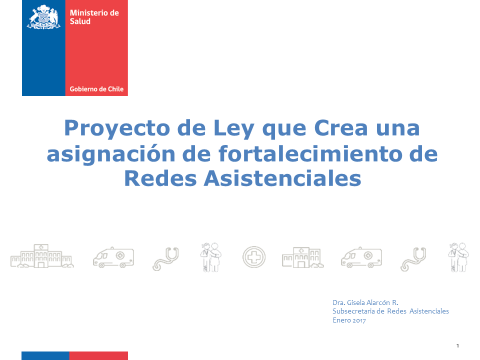 Ministerio de
Salud
Gobierno de Chile
Proyecto de Ley que Crea una
asignación de fortalecimiento de
Redes Asistenciales
Dra. Gisela Alarcón R.
Subsecretaria de Redes Asistenciales
Enero 2017
1